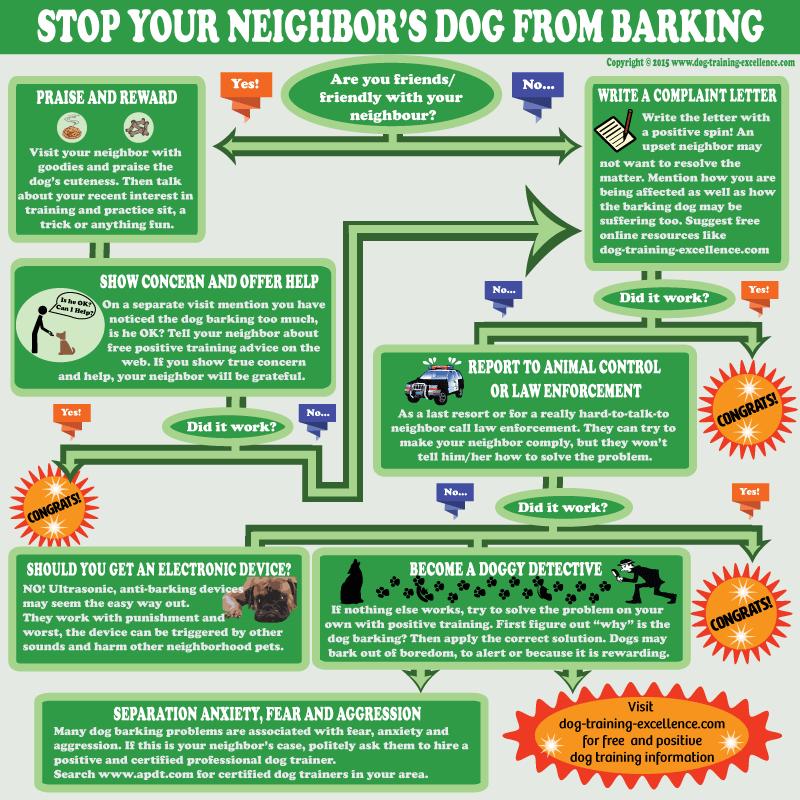 STOP YOUR NEIGHBOR'S DOG FROM BARKING
Copyright © 2015 www.dog-training-excellence.com
Yes!
Are you friends/
friendly with your
neighbour?
No...
PRAISE AND REWARD
Visit your neighbor with
goodies and praise the
dog's cuteness. Then talk
about your recent interest in
training and practice sit, a
trick or anything fun.
WRITE A COMPLAINT LETTER
Write the letter with
a positive spin! An
upset neighbor may
not want to resolve the
matter. Mention how you are
being affected as well as how
the barking dog may be
suffering too. Suggest free
online resources like
dog-training-excellence.com
SHOW CONCERN AND OFFER HELP
Is he OK?
Can I Help?
On a separate visit mention you have
noticed the dog barking too much,
is he OK? Tell your neighbor about
free positive training advice on the
web. If you show true concern
and help, your neighbor will be grateful.
No...
Did it work?
Yes!
REPORT TO ANIMAL CONTROL
OR LAW ENFORCEMENT
As a last resort or for a really hard-to-talk-to
neighbor call law enforcement. They can try to
make your neighbor comply, but they won't
tell him/her how to solve the problem.
CONGRATS!
Yes!
Did it work?
No...
CONGRATS!
No...
Did it work?
Yes!
CONGRATS!
SHOULD YOU GET AN ELECTRONIC DEVICE?
NO! Ultrasonic, anti-barking devices
may seem the easy way out.
They work with punishment and
worst, the device can be triggered by other
sounds and harm other neighborhood pets.
BECOME A DOGGY DETECTIVE
If nothing else works, try to solve the problem on your
own with positive training. First figure out “why” is the
dog barking? Then apply the correct solution. Dogs may
bark out of boredom, to alert or because it is rewarding.
SEPARATION ANXIETY, FEAR AND AGGRESSION
Many dog barking problems are associated with fear, anxiety and
aggression. If this is your neighbor's case, politely ask them to hire a
positive and certified professional dog trainer.
Search www.apdt.com for certified dog trainers in your area.
Visit
dog-training-excellence.com
for free and positive
dog training information